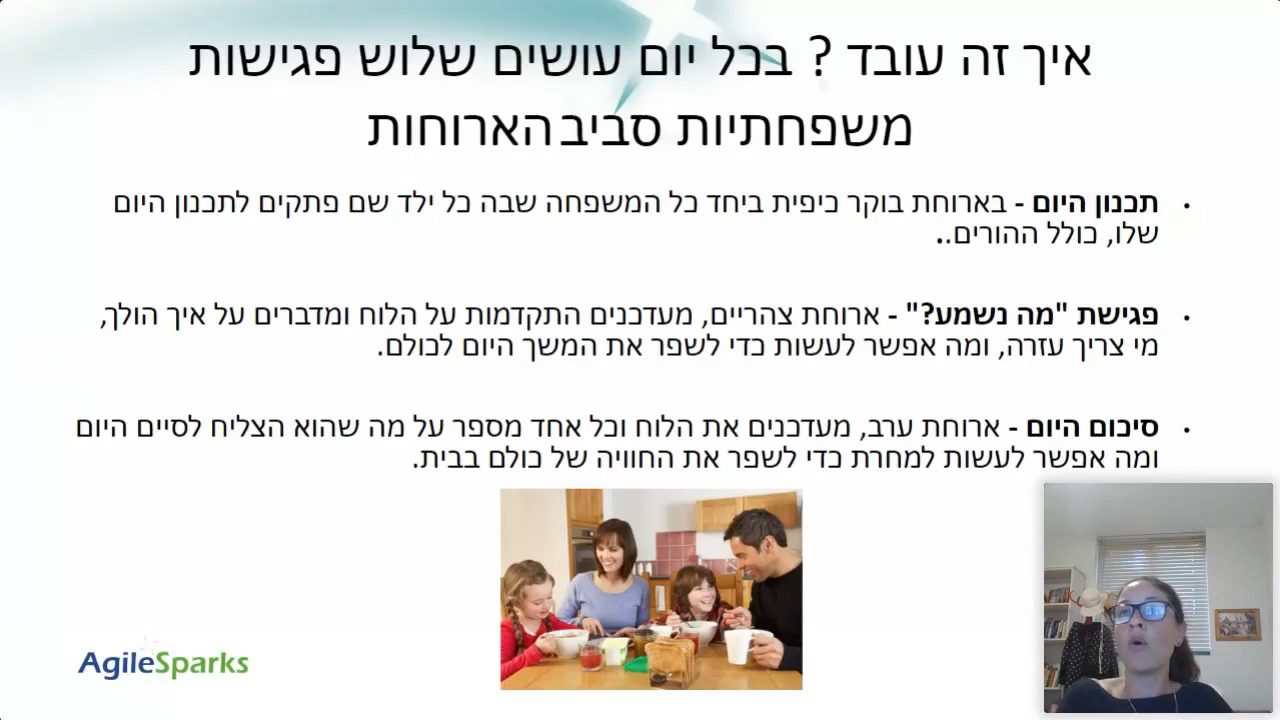 איך זה עובד ? בכל יום עושים שלוש פגישות
משפחתיות סביב הארוחות
• תכנון היום - בארוחת בוקר כיפית ביחד כל המשפחה שבה כל ילד שם פתקים לתכנון היום
שלו, כולל ההורים..
• פגישת "מה נשמע?" - ארוחת צהריים, מעדכנים התקדמות על הלוח ומדברים על איך הולך,
מי צריך עזרה, ומה אפשר לעשות כדי לשפר את המשך היום לכולם.
• סיכום היום - ארוחת ערב, מעדכנים את הלוח וכל אחד מספר על מה שהוא הצליח לסיים היום
ומה אפשר לעשות למחרת כדי לשפר את החוויה של כולם בבית.
AgileSparks